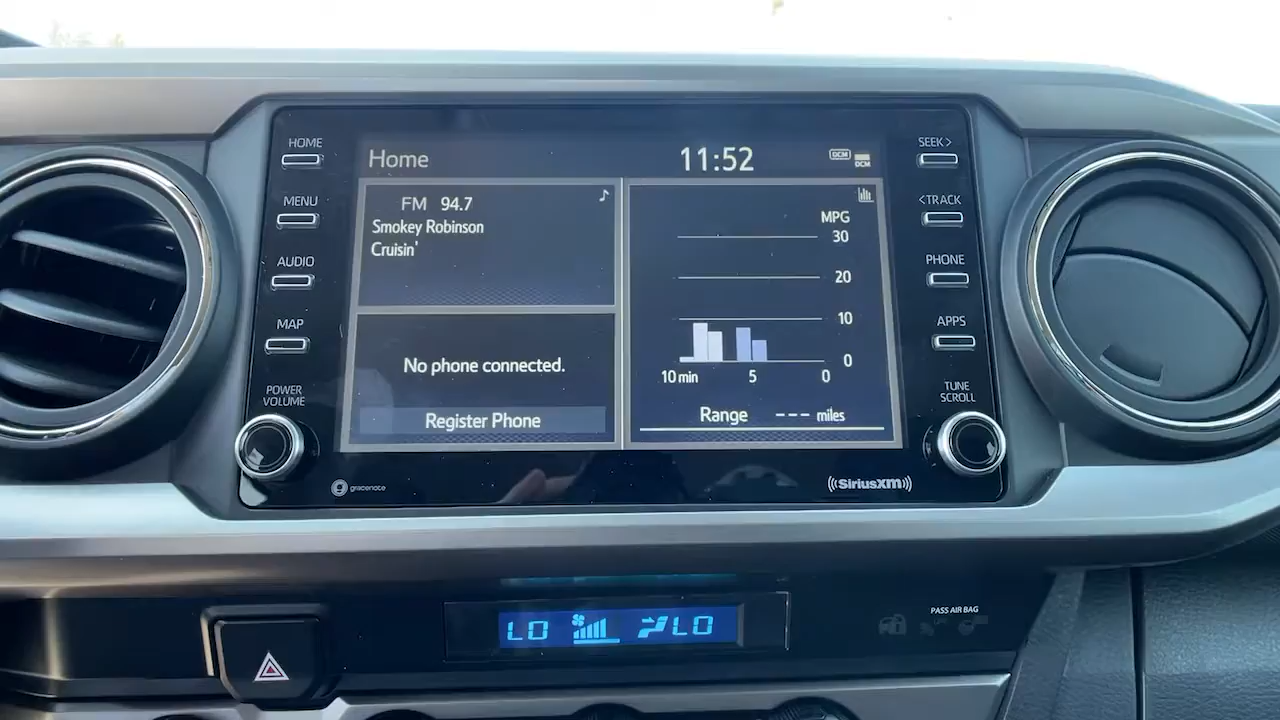 HOME
MENU
AUDIO
MAP
POWER
VOLUME
Home
11:52
DCM
DCM
FM 94.7
Smokey Robinson
Cruisin'
No phone connected.
Register Phone
MPG
30
20
10
0
10 min 5 0
Range --- miles
SEEK>
<TRACK
PHONE
APPS
TUNE
SCROLL
gracenote
((SiriusXM))
LO LO
PASS AIR BAG